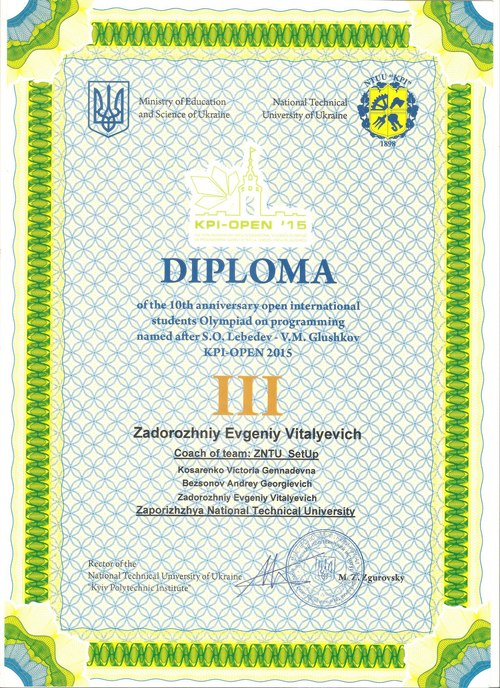 Ministry of Education
and Science of Ukraine
National Technical
University of Ukraine
NTUU "KPI"
1898
KPI-OPEN '15
DIPLOMA
of the 10th anniversary open international
students Olympiad on programming
named after S.O. Lebedev - V.M. Glushkov
KPI-OPEN 2015
III
Zadorozhniy Evgeniy Vitalyevich
Coach of team: ZNTU_SetUp
Kosarenko Victoria Gennadevna
Bezsonov Andrey Georgievich
Zadorozhniy Evgeniy Vitalyevich
Zaporizhzhya National Technical University
Rector of the
National Technical University of Ukraine
"Kyiv Polytechnic Institute"
M. Z. Zgurovsky